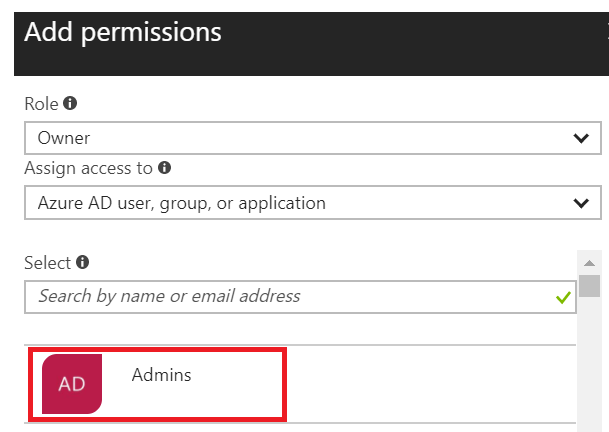 Add permissions
Role
Owner
Assign access to
Azure AD user, group, or application
Select
Search by name or email address
AD
Admins